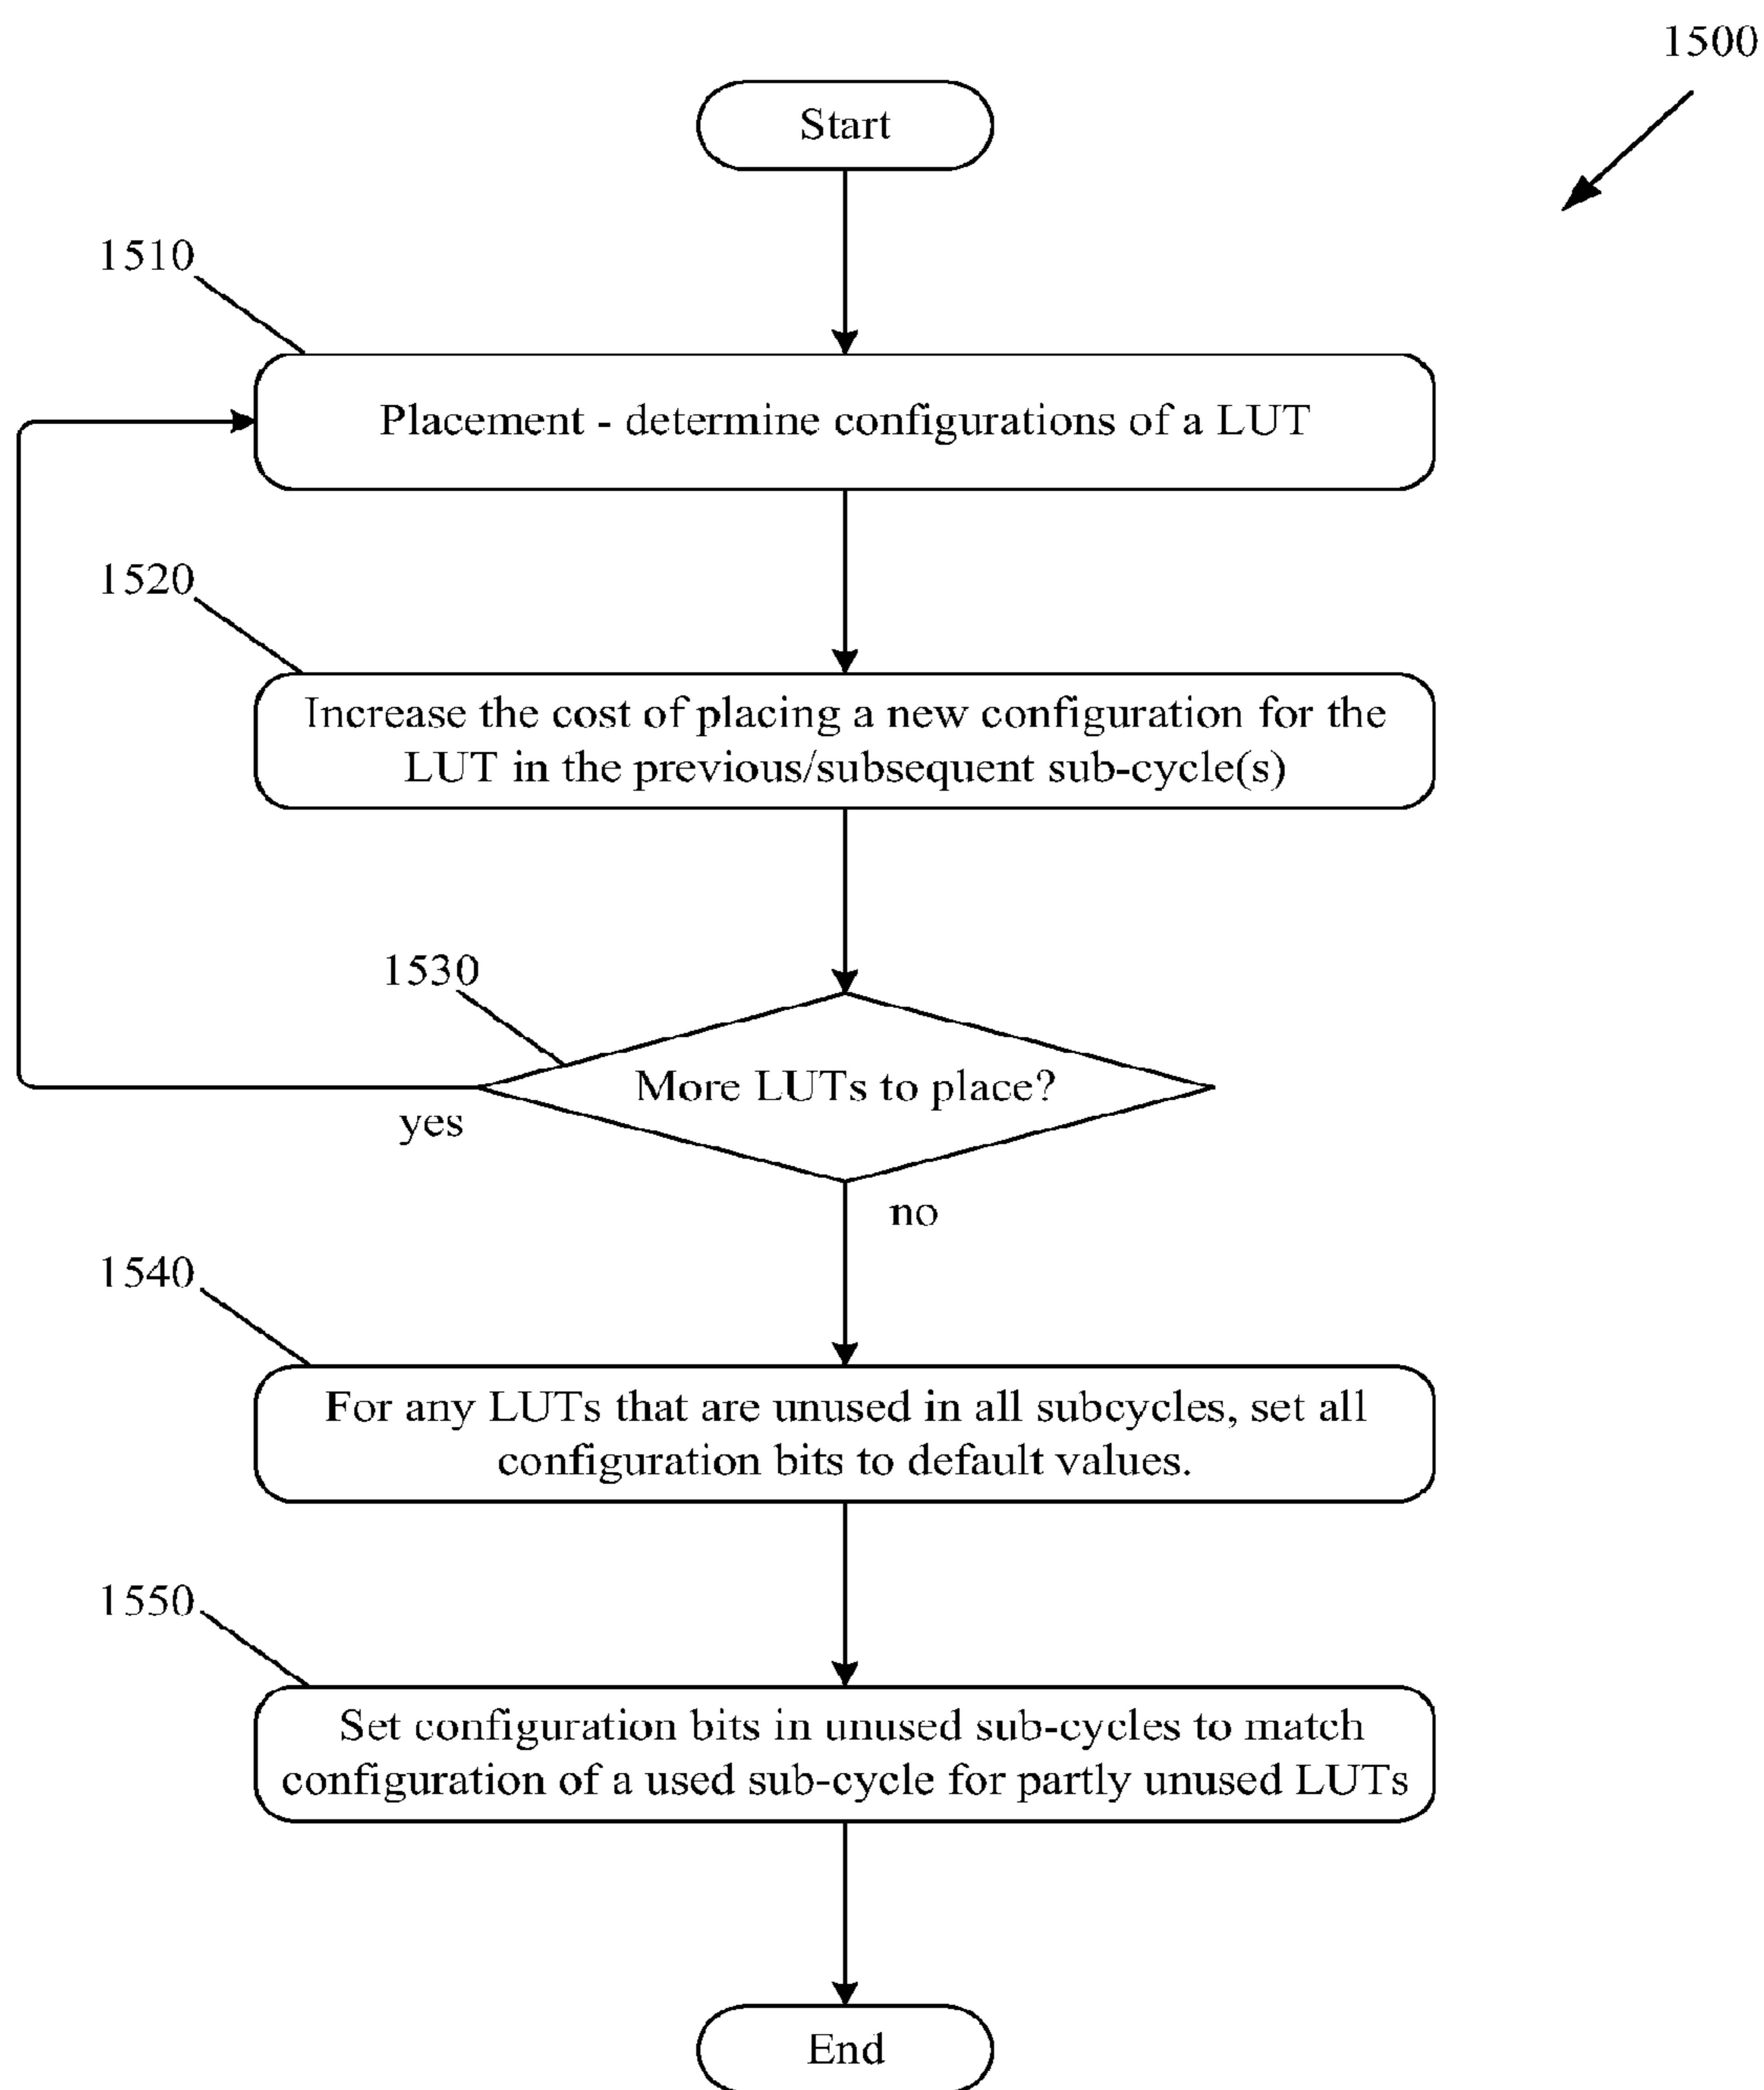 1500
Start
1510
Placement - determine configurations of a LUT
1520
Increase the cost of placing a new configuration for the
LUT in the previous/subsequent sub-cycle(s)
1530
More LUTs to place?
yes
no
1540
For any LUTs that are unused in all subcycles, set all
configuration bits to default values.
1550
Set configuration bits in unused sub-cycles to match
configuration of a used sub-cycle for partly unused LUTs
End